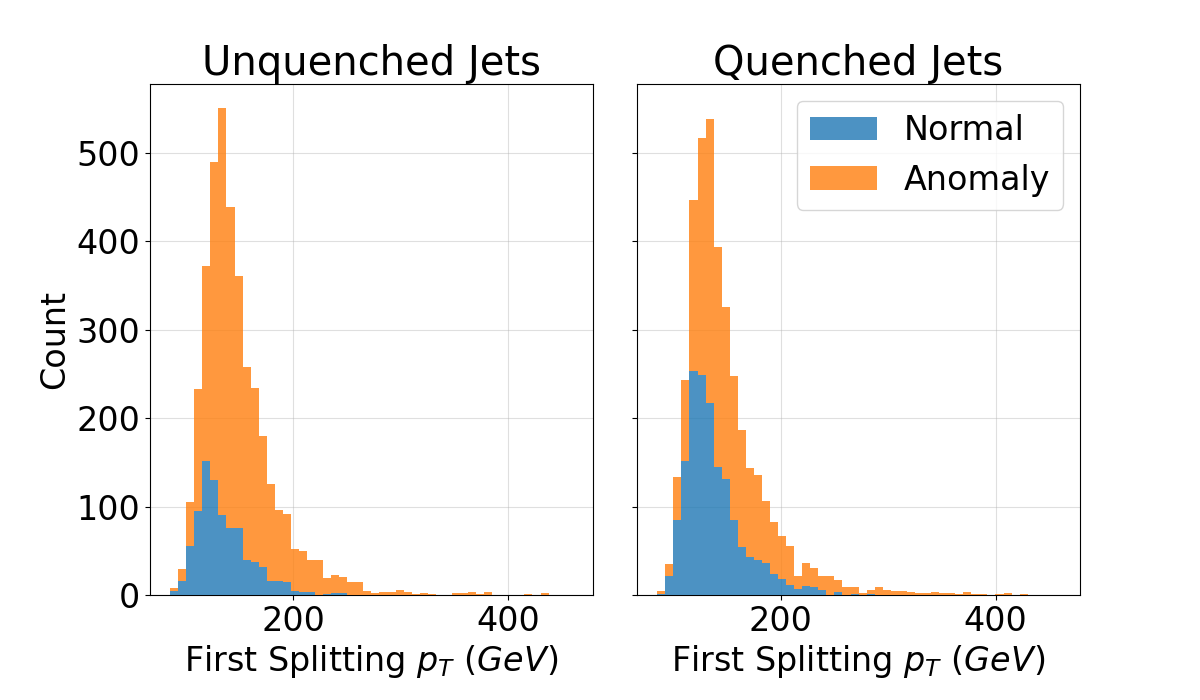 Unquenched Jets
Quenched Jets
Normal
Anomaly
Count
500
400
300
200
100
0
200
400
200
400
First Splitting p_T (GeV)
First Splitting p_T (GeV)